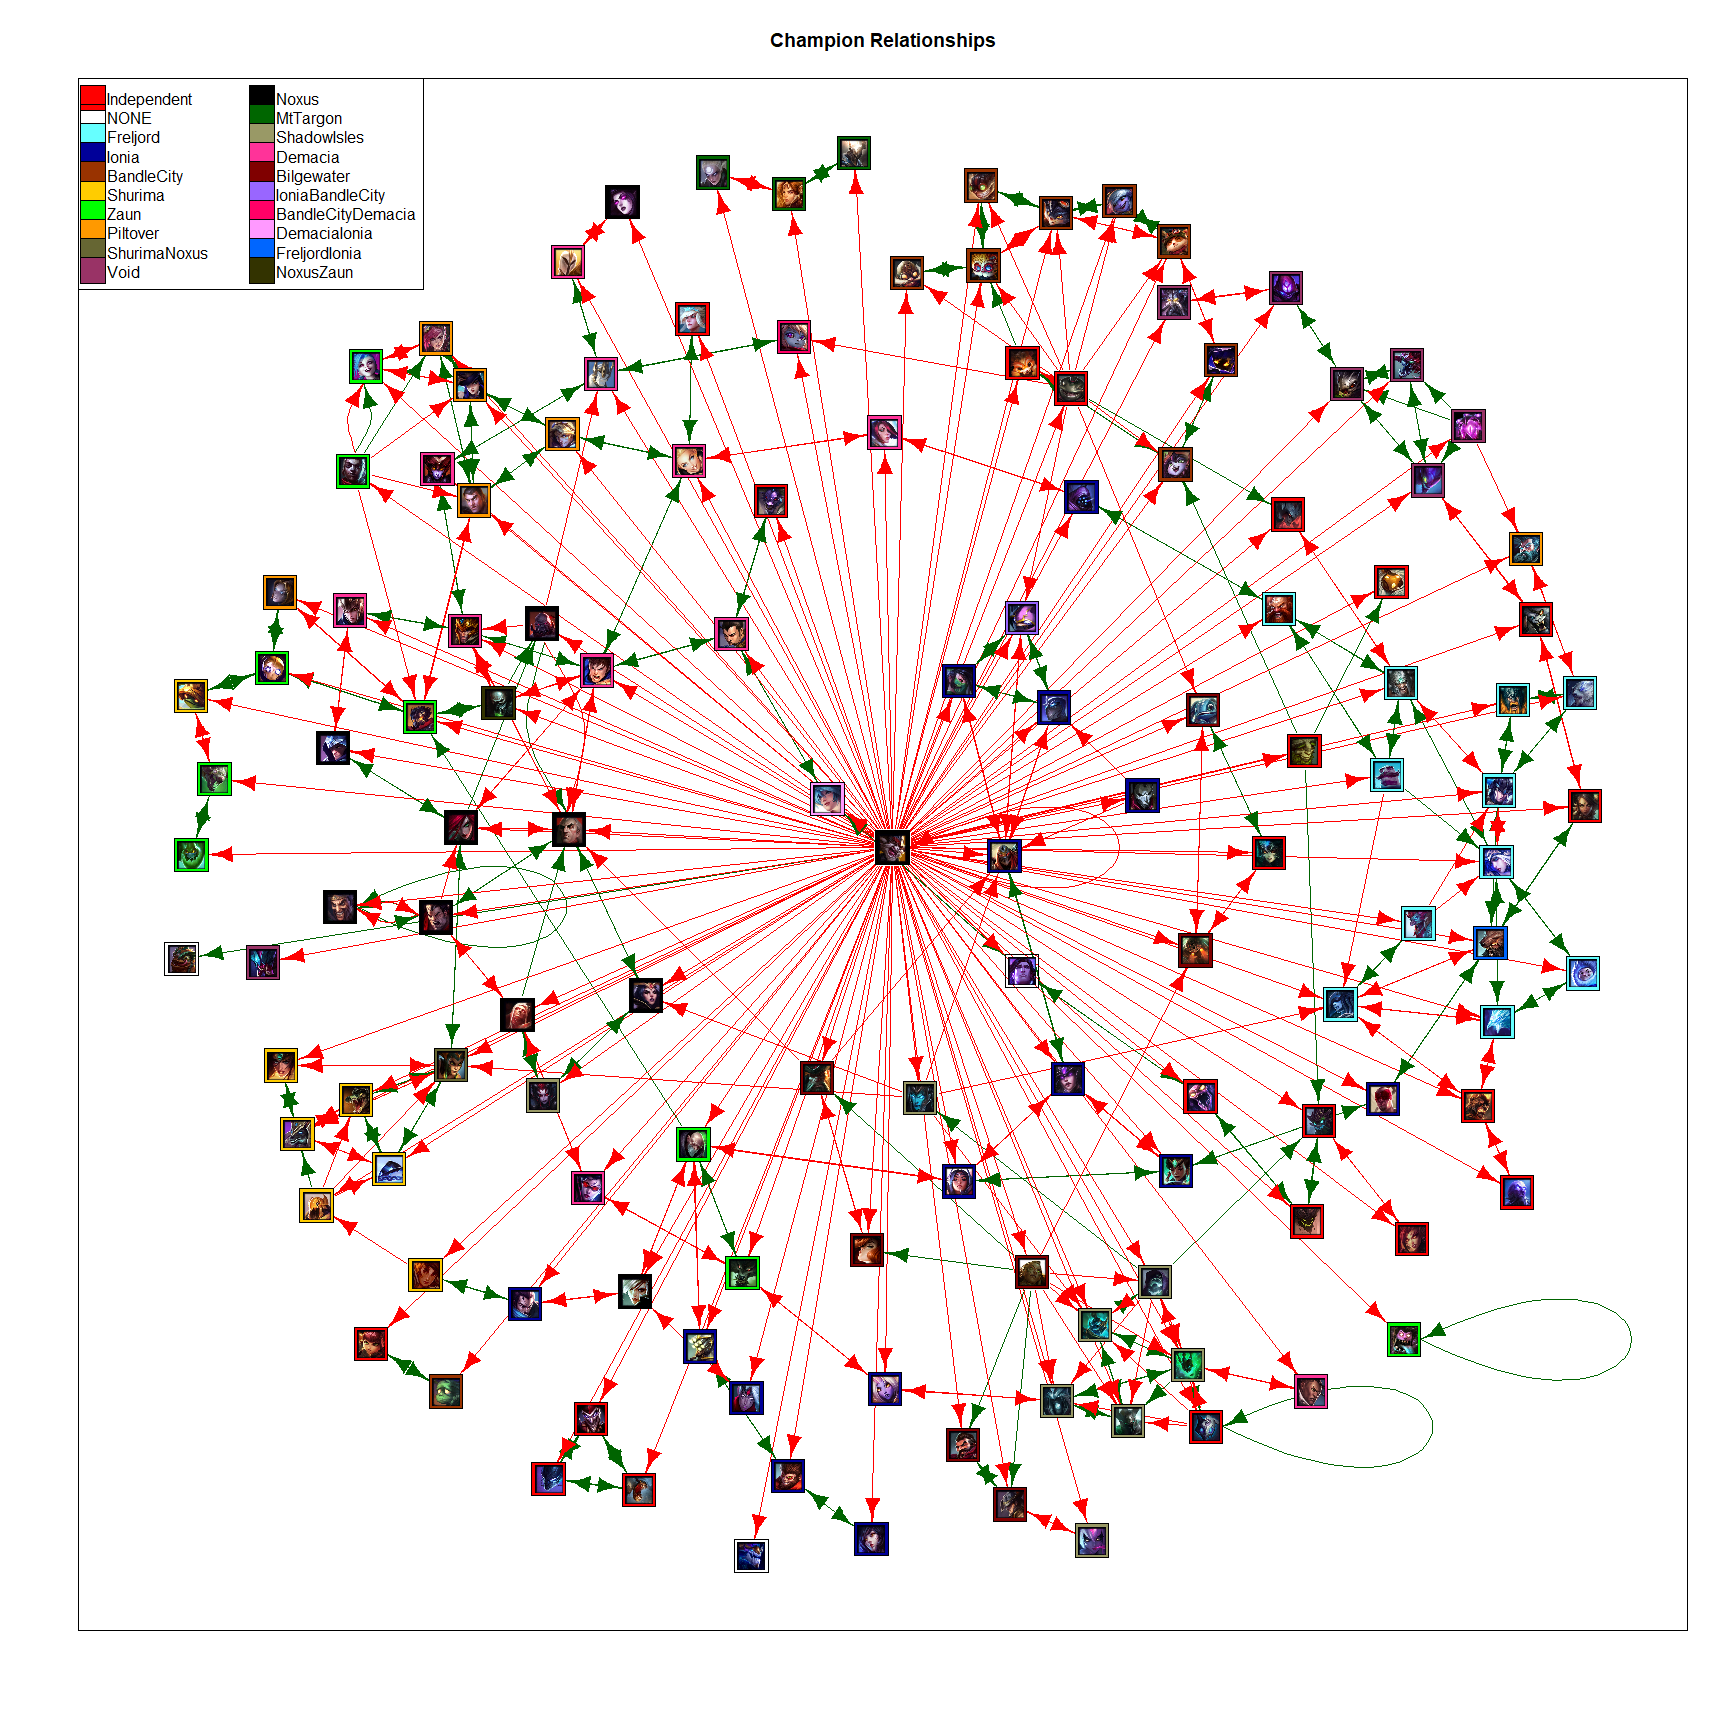 Champion Relationships
Independent
NONE
Freljord
Ionia
BandleCity
Shurima
Zaun
Piltover
ShurimaNoxus
Void
Noxus
MtTargon
ShadowIsles
Demacia
Bilgewater
IoniaBandleCity
BandleCityDemacia
DemaciaIonia
FreljordIonia
NoxusZaun